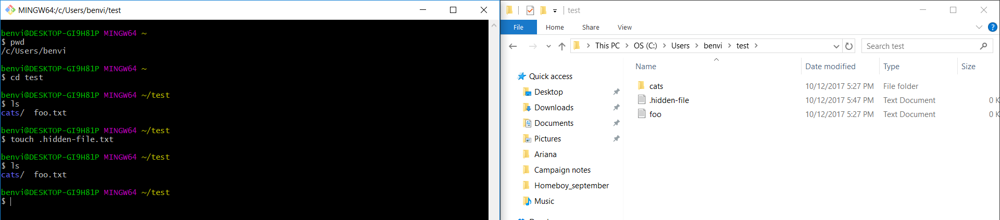 MINGW64:/c/Users/benvi/test
benvi@DESKTOP-GI9H81P MINGW64 ~
$ pwd
/c/Users/benvi
benvi@DESKTOP-GI9H81P MINGW64 ~
$ cd test
benvi@DESKTOP-GI9H81P MINGW64 ~/test
$ ls
cats/  foo.txt
benvi@DESKTOP-GI9H81P MINGW64 ~/test
$ touch .hidden-file.txt
benvi@DESKTOP-GI9H81P MINGW64 ~/test
$ ls
cats/  foo.txt
benvi@DESKTOP-GI9H81P MINGW64 ~/test
$
test
File Home Share View ?
This PC > OS (C:) > Users > benvi > test >
Search test
Quick access
Desktop
Downloads
Documents
Pictures
Ariana
Campaign notes
Homeboy_september
Music
Name Date modified Type Size
cats 10/12/2017 5:27 PM File folder
.hidden-file 10/12/2017 5:47 PM Text Document 0 K
foo 10/12/2017 5:27 PM Text Document 0 K